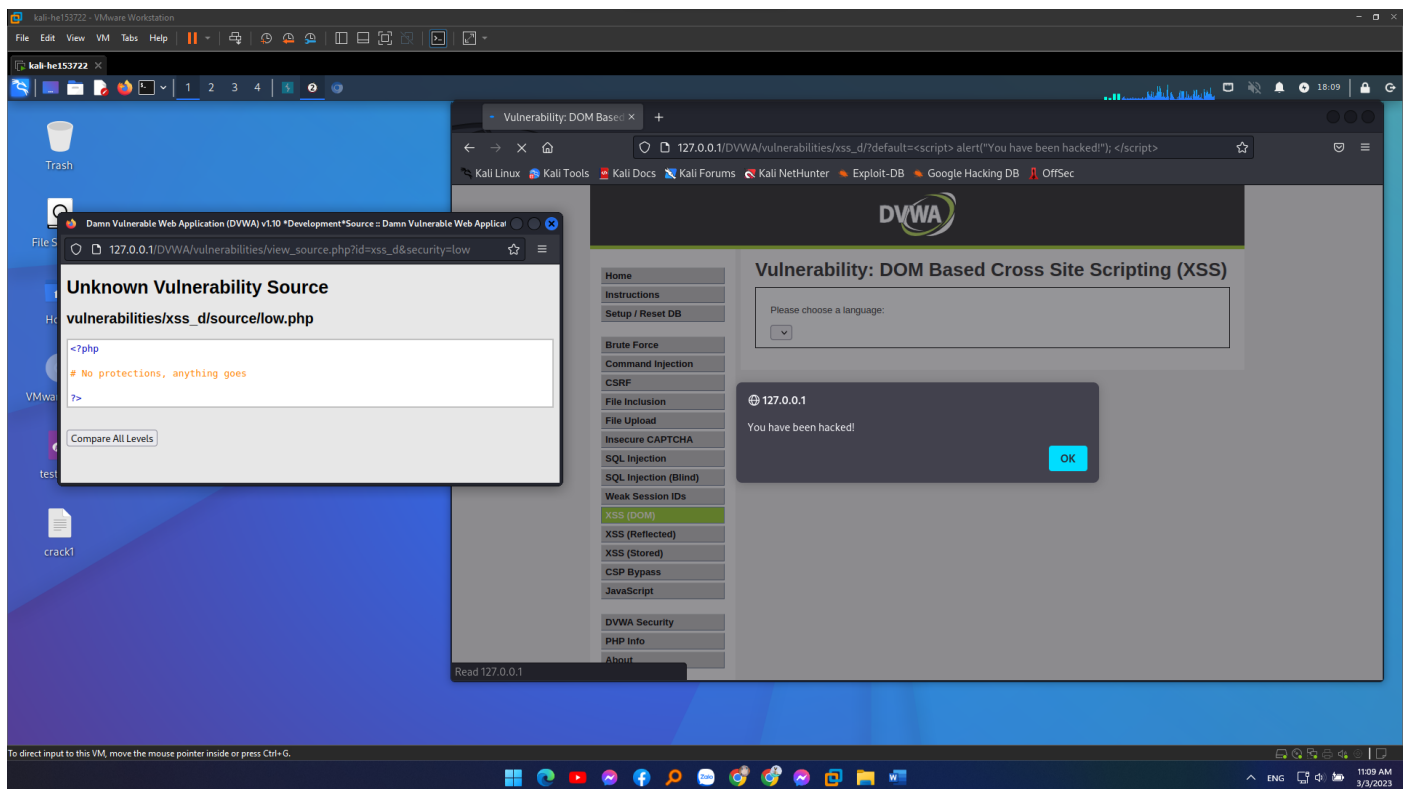 kali-he153722 - VMware Workstation
File Edit View VM Tabs Help
kali-he153722
1 2 3 4
2
18:09
Trash
Vulnerability: DOM Based
127.0.0.1/DVWA/vulnerabilities/xss_d/?default=<script> alert("You have been hacked!"); </script>
Kali Linux Kali Tools Kali Docs Kali Forums Kali NetHunter Exploit-DB Google Hacking DB OffSec
DVWA
Damn Vulnerable Web Application (DVWA) v1.10 *Development*Source :: Damn Vulnerable Web Applicat
127.0.0.1/DVWA/vulnerabilities/view_source.php?id=xss_d&security=low
Unknown Vulnerability Source
vulnerabilities/xss_d/source/low.php
<?php
# No protections, anything goes
?>
Compare All Levels
File S
Ho
VMwa
test
crack1
Home
Instructions
Setup / Reset DB
Brute Force
Command Injection
CSRF
File Inclusion
File Upload
Insecure CAPTCHA
SQL Injection
SQL Injection (Blind)
Weak Session IDs
XSS (DOM)
XSS (Reflected)
XSS (Stored)
CSP Bypass
JavaScript
DVWA Security
PHP Info
About
Vulnerability: DOM Based Cross Site Scripting (XSS)
Please choose a language:
127.0.0.1
You have been hacked!
OK
Read 127.0.0.1
To direct input to this VM, move the mouse pointer inside or press Ctrl+G.
Zalo
ENG
11:09 AM
3/3/2023